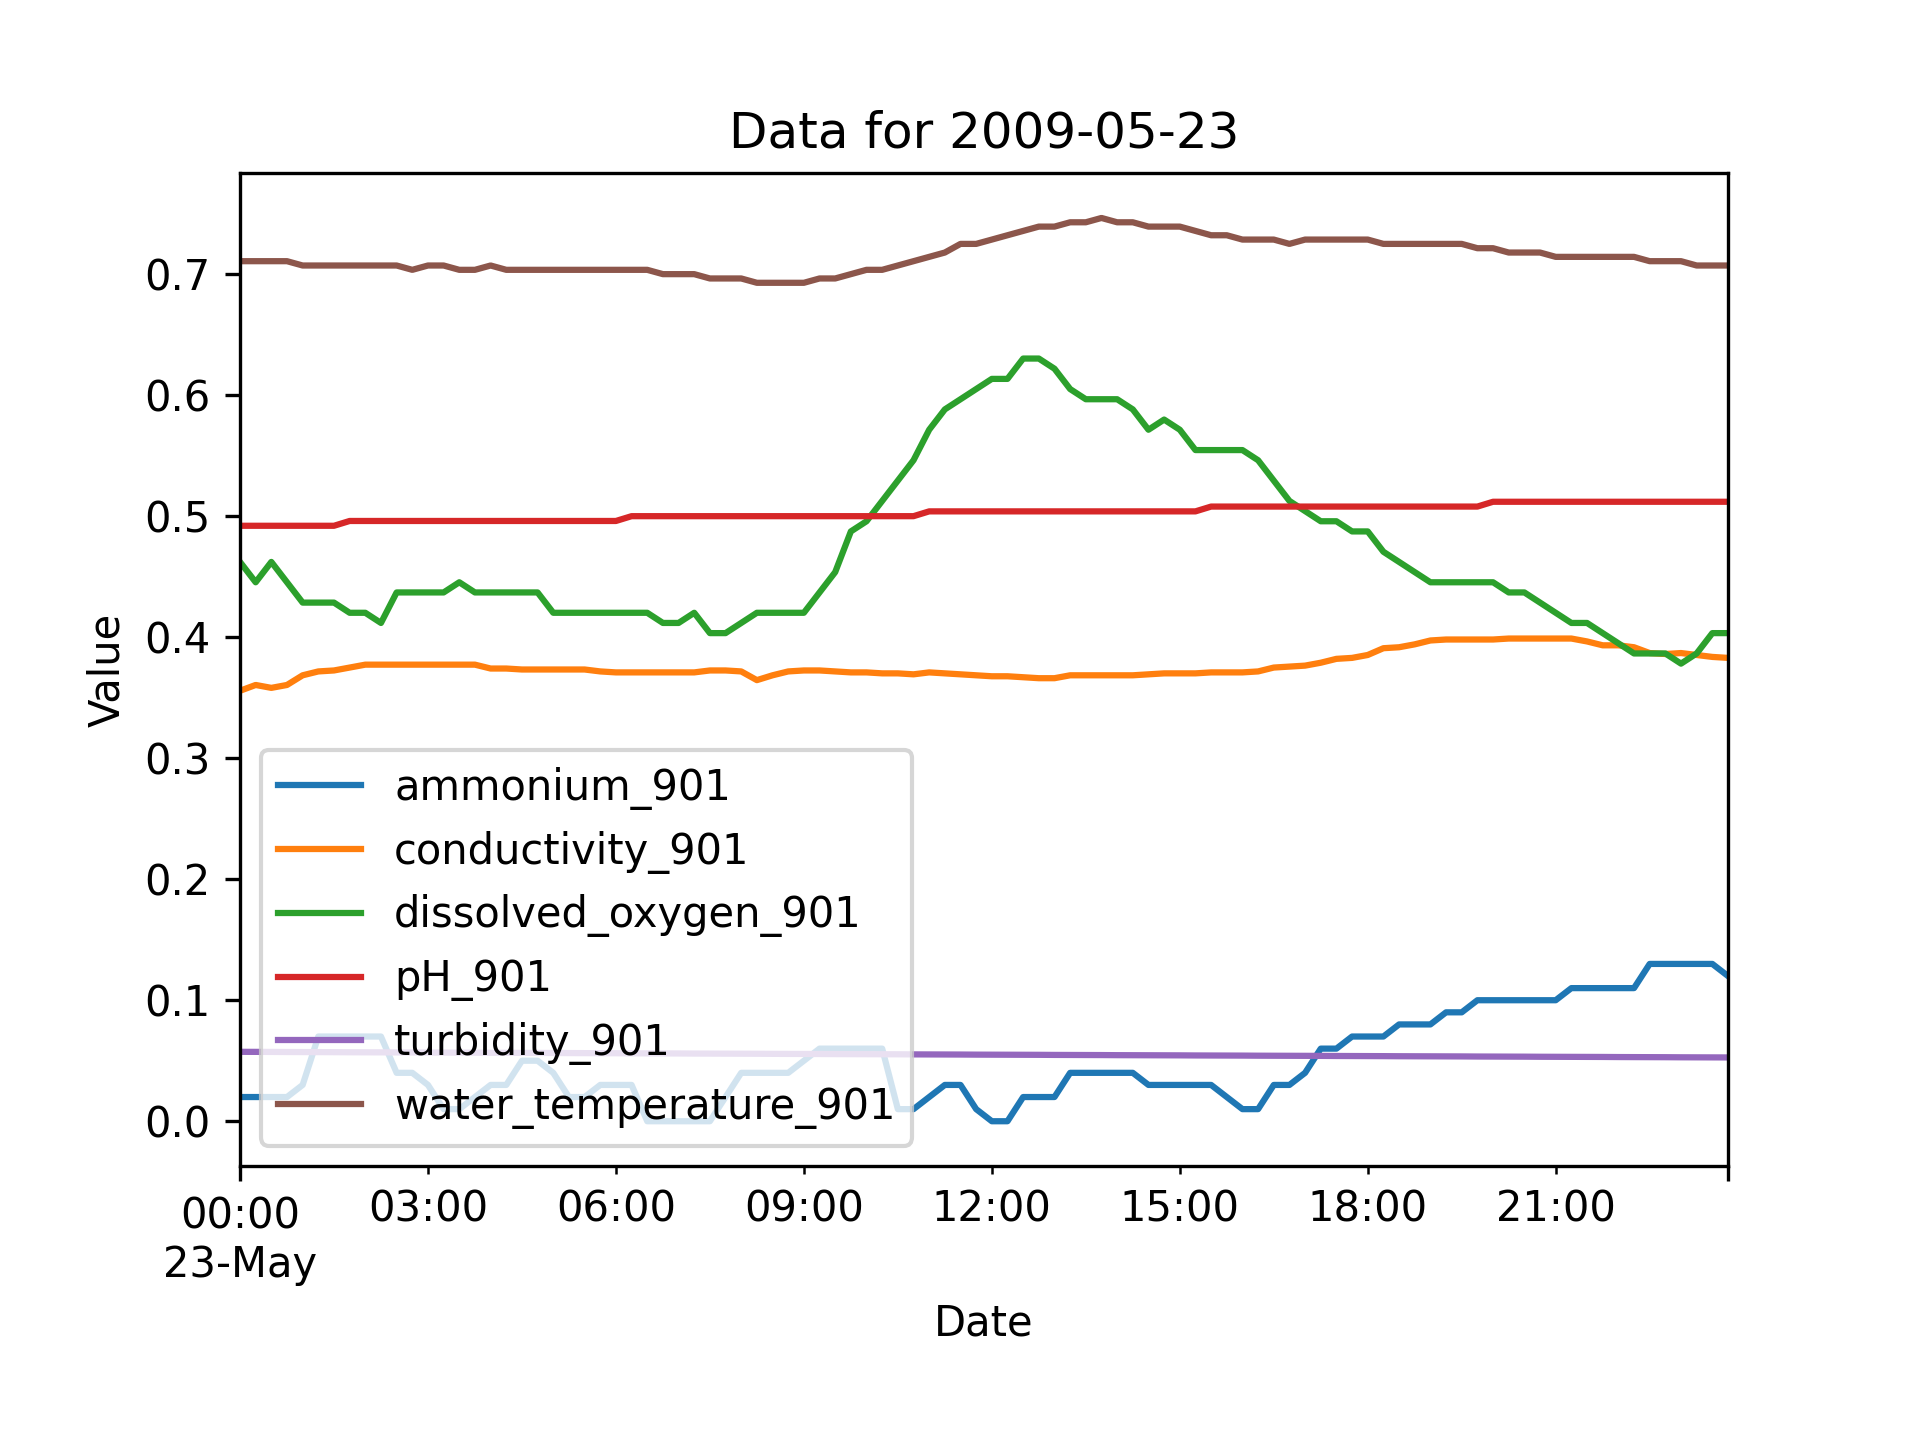 Data for 2009-05-23
Value
0.7
0.6
0.5
0.4
0.3
0.2
0.1
0.0
ammonium_901
conductivity_901
dissolved_oxygen_901
pH_901
turbidity_901
water_temperature_901
00:00 03:00 06:00 09:00 12:00 15:00 18:00 21:00
23-May
Date